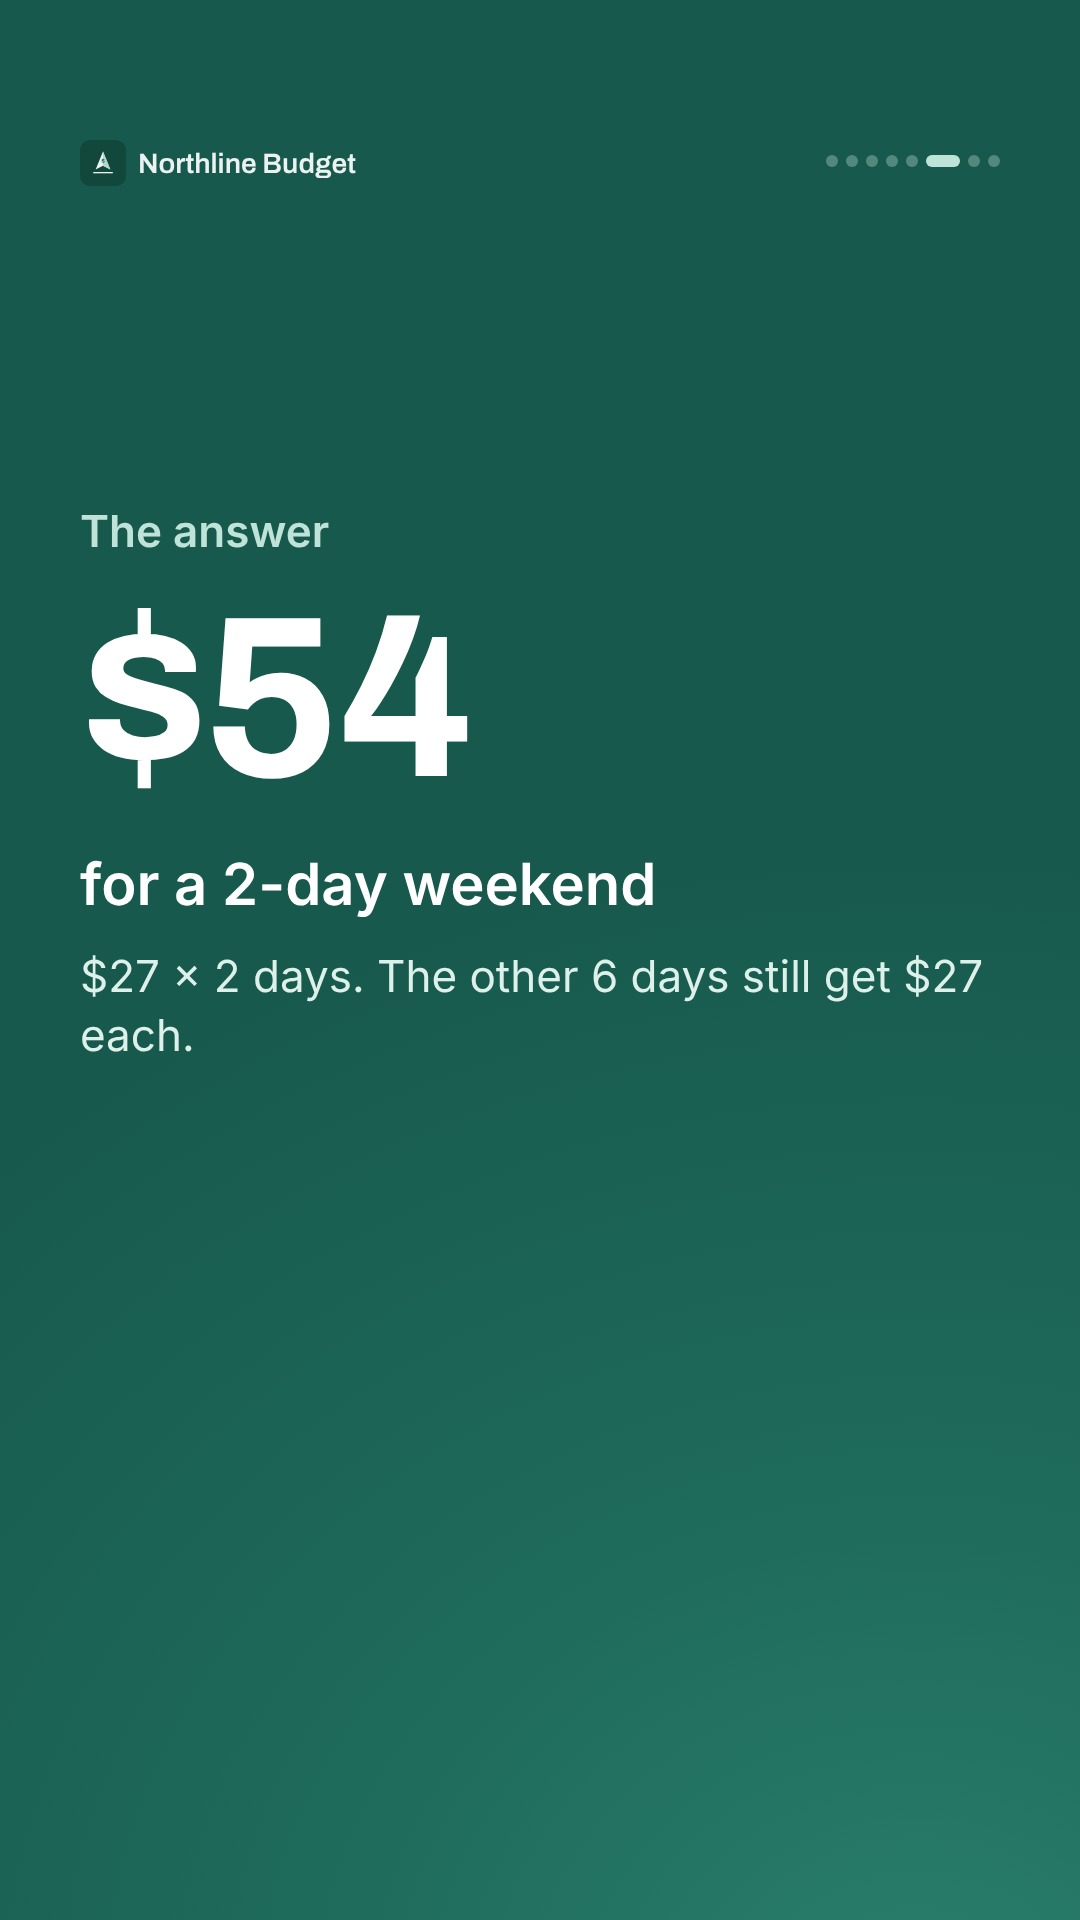 Northline Budget
The answer
$54
for a 2-day weekend
$27 × 2 days. The other 6 days still get $27
each.